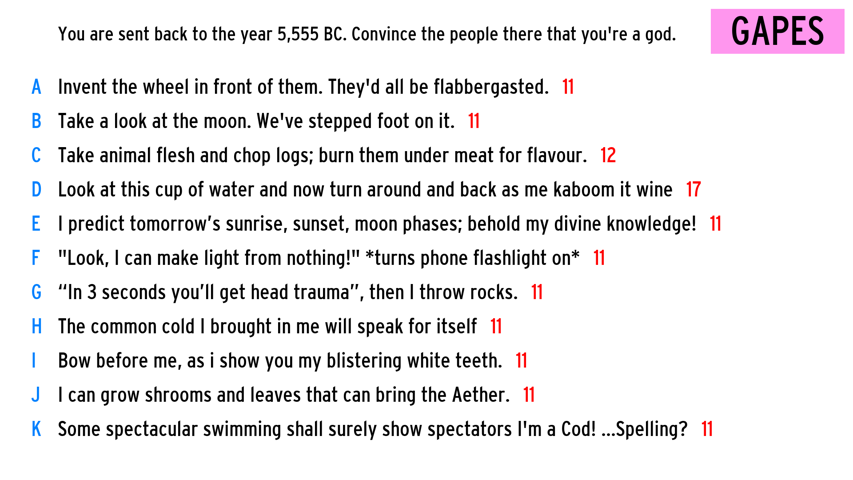 You are sent back to the year 5,555 BC. Convince the people there that you're a god.
GAPES
A Invent the wheel in front of them. They'd all be flabbergasted. 11
B Take a look at the moon. We've stepped foot on it. 11
C Take animal flesh and chop logs; burn them under meat for flavour. 12
D Look at this cup of water and now turn around and back as me kaboom it wine 17
E I predict tomorrow’s sunrise, sunset, moon phases; behold my divine knowledge! 11
F "Look, I can make light from nothing!" *turns phone flashlight on* 11
G “In 3 seconds you’ll get head trauma”, then I throw rocks. 11
H The common cold I brought in me will speak for itself 11
I Bow before me, as i show you my blistering white teeth. 11
J I can grow shrooms and leaves that can bring the Aether. 11
K Some spectacular swimming shall surely show spectators I'm a Cod! ...Spelling? 11